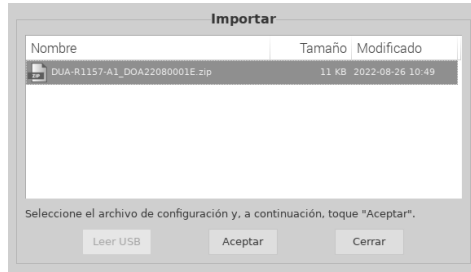 Importar
Nombre Tamaño Modificado
ZIP DUA-R1157-A1_DOA22080001E.zip 11 KB 2022-08-26 10:49
Seleccione el archivo de configuración y, a continuación, toque "Aceptar".
Leer USB Aceptar Cerrar